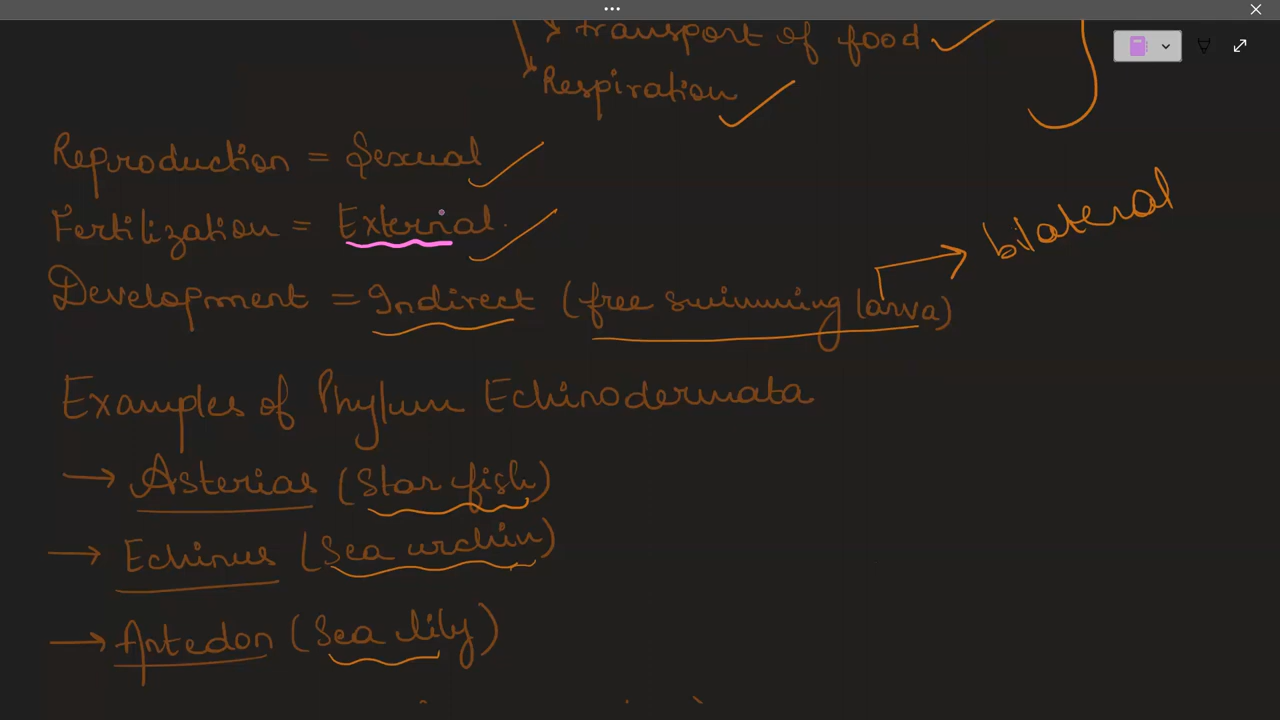 → transport of food ✓
→ Respiration ✓
Reproduction = Sexual ✓
Fertilization = External. ✓
Development = Indirect (free swimming larva) → bilateral
Examples of Phylum Echinodermata
→ Asterias (Star fish)
→ Echinus (Sea urchin)
→ Antedon (Sea lily)